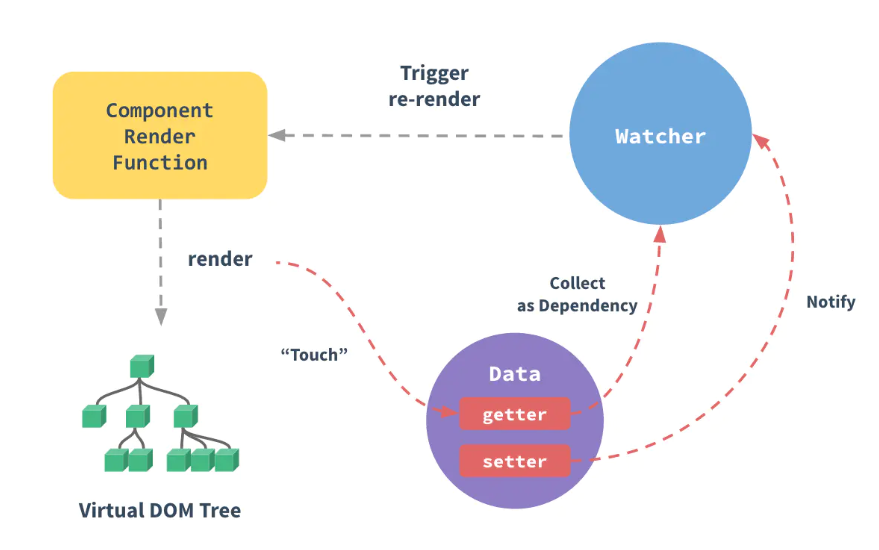 Trigger
re-render
Component
Render
Function
Watcher
render
Collect
as Dependency
Notify
“Touch”
Data
getter
setter
Virtual DOM Tree